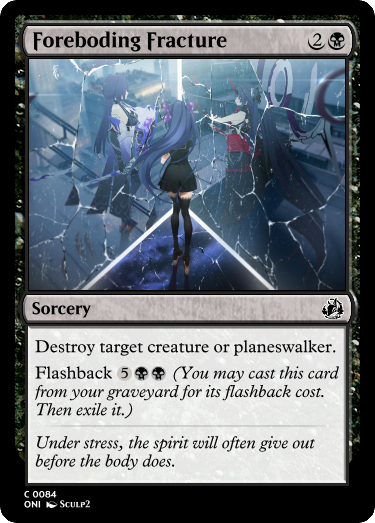 Foreboding Fracture 2
Sorcery
Destroy target creature or planeswalker.
Flashback 5 (You may cast this card
from your graveyard for its flashback cost.
Then exile it.)
Under stress, the spirit will often give out
before the body does.
C 0084
ONI Sculp2